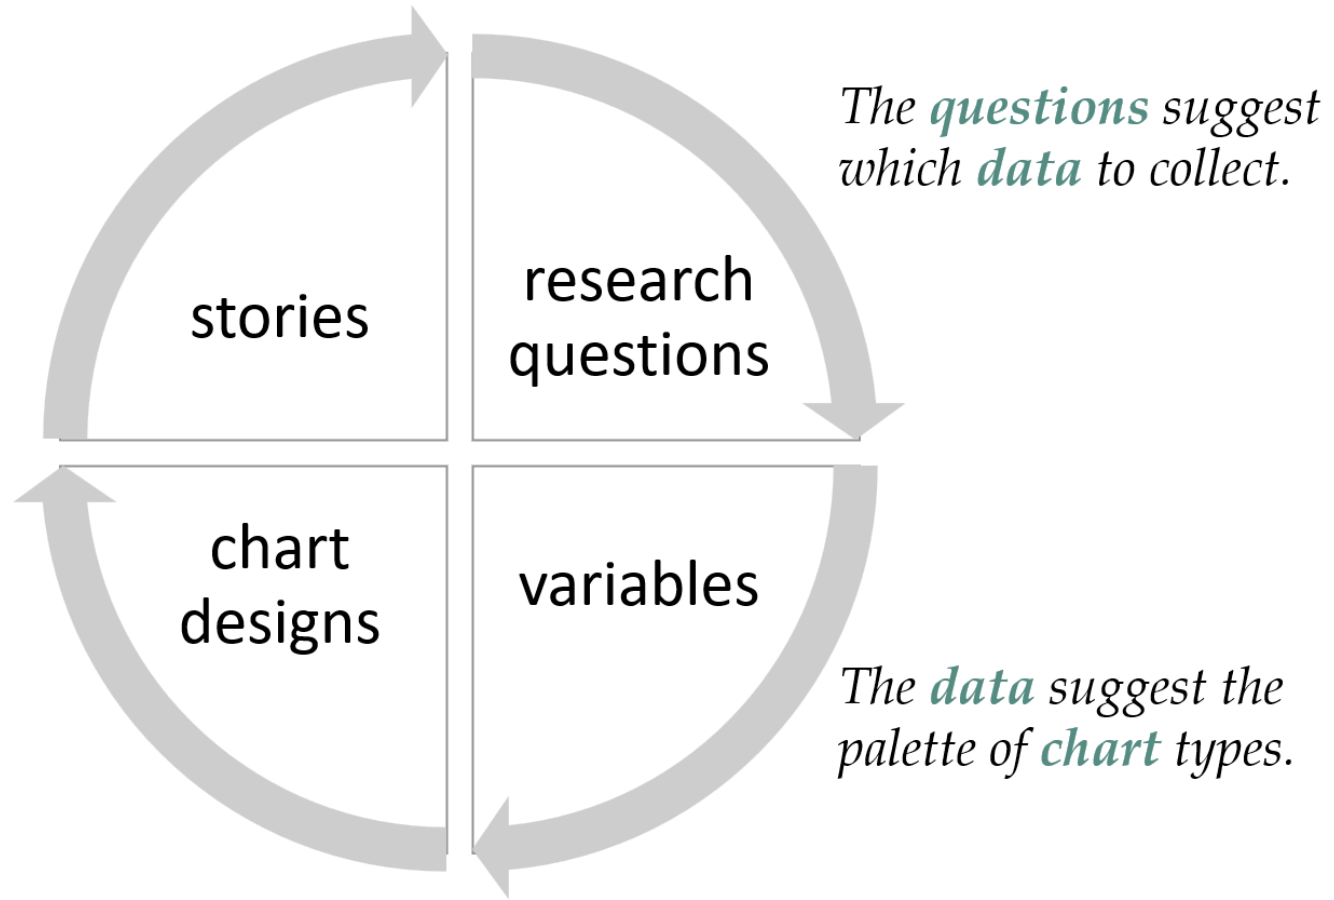 stories
research
questions
chart
designs
variables
The questions suggest
which data to collect.
The data suggest the
palette of chart types.